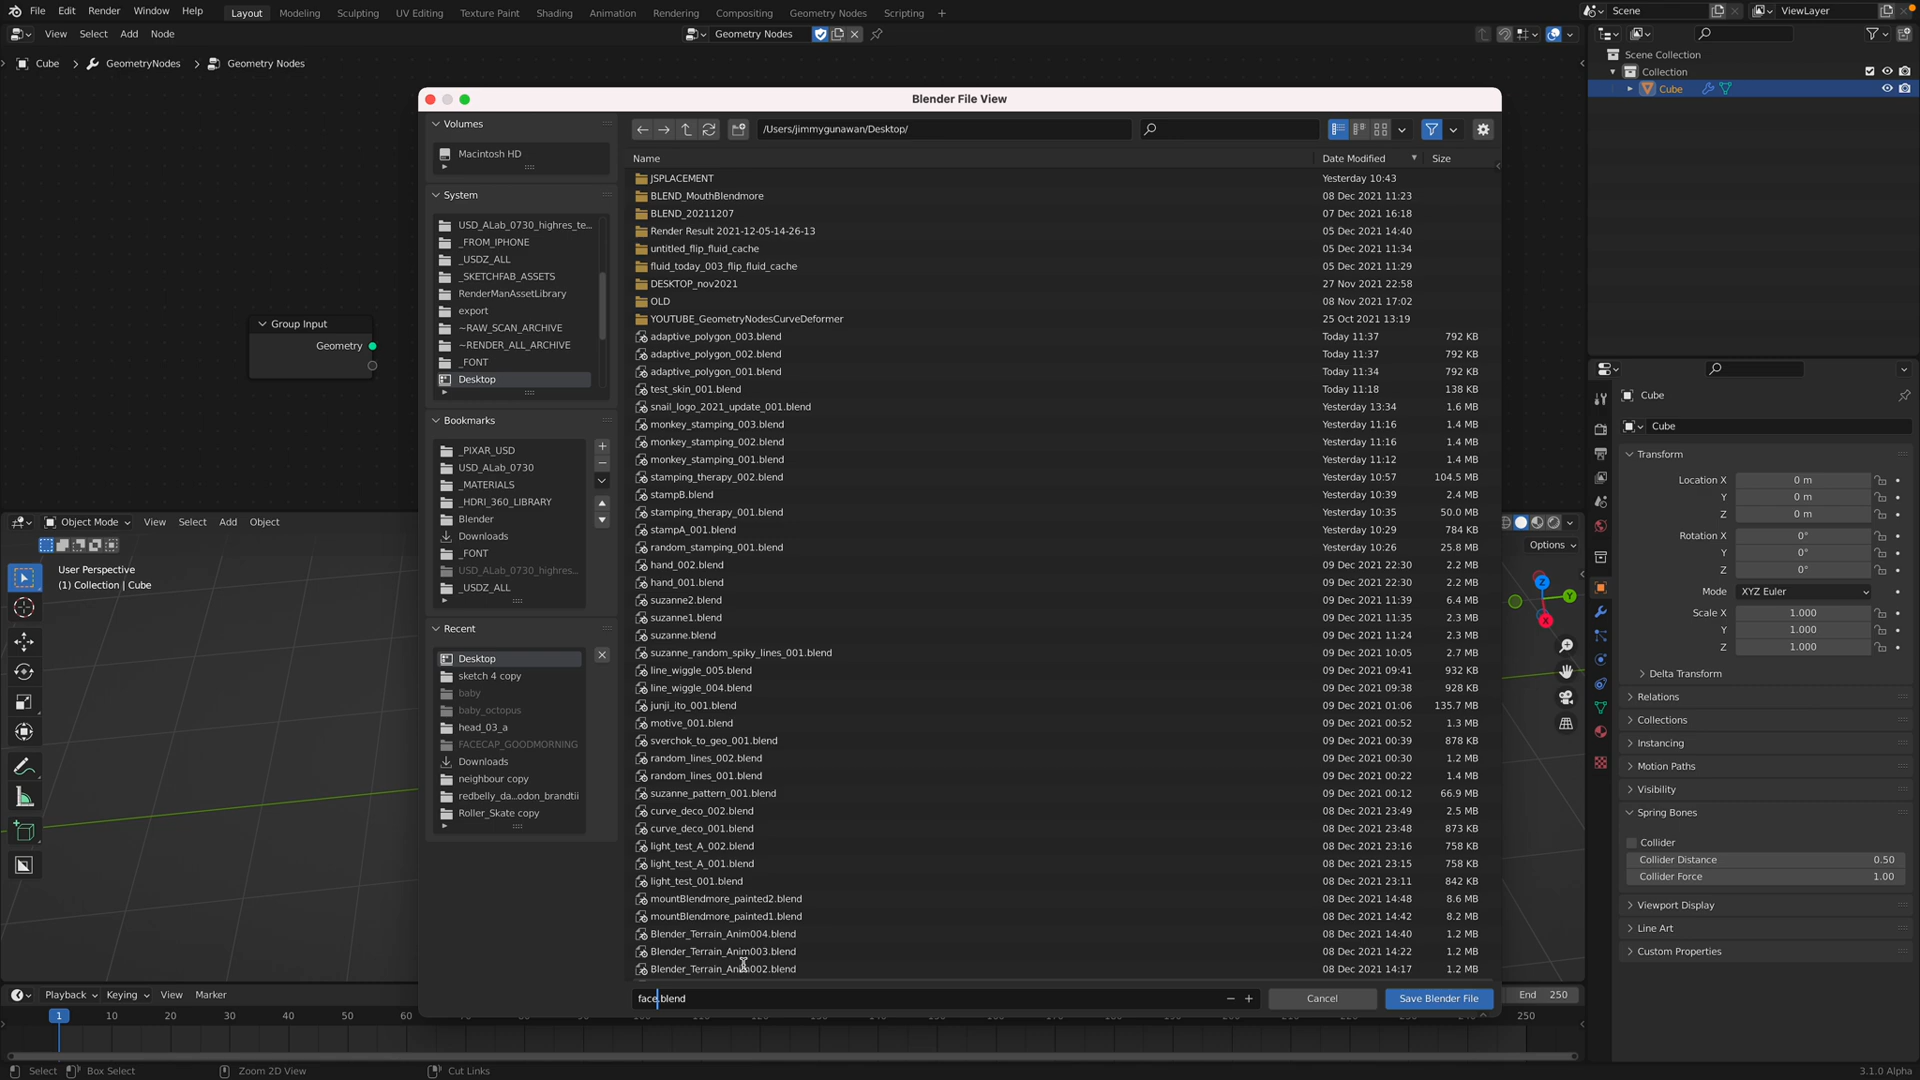 File Edit Render Window Help Layout Modeling Sculpting UV Editing Texture Paint Shading Animation Rendering Compositing Geometry Nodes Scripting + Scene ViewLayer
View Select Add Node Geometry Nodes
Cube > GeometryNodes > Geometry Nodes
Scene Collection
Collection
Cube
Group Input
Geometry
Blender File View
Volumes
Macintosh HD
System
USD_ALab_0730_highres_te...
_FROM_IPHONE
_USDZ_ALL
_SKETCHFAB_ASSETS
RenderManAssetLibrary
export
~RAW_SCAN_ARCHIVE
~RENDER_ALL_ARCHIVE
_FONT
Desktop
Bookmarks
_PIXAR_USD
USD_ALab_0730
_MATERIALS
_HDRI_360_LIBRARY
Blender
Downloads
_FONT
USD_ALab_0730_highres...
_USDZ_ALL
Recent
Desktop
sketch 4 copy
baby
baby_octopus
head_03_a
FACECAP_GOODMORNING
Downloads
neighbour copy
redbelly_da...odon_brandtii
Roller_Skate copy
/Users/jimmygunawan/Desktop/
Name Date Modified Size
JSPLACEMENT Yesterday 10:43
BLEND_MouthBlendmore 08 Dec 2021 11:23
BLEND_20211207 07 Dec 2021 16:18
Render Result 2021-12-05-14-26-13 05 Dec 2021 14:40
untitled_flip_fluid_cache 05 Dec 2021 11:34
fluid_today_003_flip_fluid_cache 05 Dec 2021 11:29
DESKTOP_nov2021 27 Nov 2021 22:58
OLD 08 Nov 2021 17:02
YOUTUBE_GeometryNodesCurveDeformer 25 Oct 2021 13:19
adaptive_polygon_003.blend Today 11:37 792 KB
adaptive_polygon_002.blend Today 11:37 792 KB
adaptive_polygon_001.blend Today 11:34 792 KB
test_skin_001.blend Today 11:18 138 KB
snail_logo_2021_update_001.blend Yesterday 13:34 1.6 MB
monkey_stamping_003.blend Yesterday 11:16 1.4 MB
monkey_stamping_002.blend Yesterday 11:16 1.4 MB
monkey_stamping_001.blend Yesterday 11:12 1.4 MB
stamping_therapy_002.blend Yesterday 10:57 104.5 MB
stampB.blend Yesterday 10:39 2.4 MB
stamping_therapy_001.blend Yesterday 10:35 50.0 MB
stampA_001.blend Yesterday 10:29 784 KB
random_stamping_001.blend Yesterday 10:26 25.8 MB
hand_002.blend 09 Dec 2021 22:30 2.2 MB
hand_001.blend 09 Dec 2021 22:30 2.2 MB
suzanne2.blend 09 Dec 2021 11:39 6.4 MB
suzanne1.blend 09 Dec 2021 11:35 2.3 MB
suzanne.blend 09 Dec 2021 11:24 2.3 MB
suzanne_random_spiky_lines_001.blend 09 Dec 2021 10:05 2.7 MB
line_wiggle_005.blend 09 Dec 2021 09:41 932 KB
line_wiggle_004.blend 09 Dec 2021 09:38 928 KB
junji_ito_001.blend 09 Dec 2021 01:06 135.7 MB
motive_001.blend 09 Dec 2021 00:52 1.3 MB
sverchok_to_geo_001.blend 09 Dec 2021 00:39 878 KB
random_lines_002.blend 09 Dec 2021 00:30 1.2 MB
random_lines_001.blend 09 Dec 2021 00:22 1.4 MB
suzanne_pattern_001.blend 09 Dec 2021 00:12 66.9 MB
curve_deco_002.blend 08 Dec 2021 23:49 2.5 MB
curve_deco_001.blend 08 Dec 2021 23:48 873 KB
light_test_A_002.blend 08 Dec 2021 23:16 758 KB
light_test_A_001.blend 08 Dec 2021 23:15 758 KB
light_test_001.blend 08 Dec 2021 23:11 842 KB
mountBlendmore_painted2.blend 08 Dec 2021 14:48 8.6 MB
mountBlendmore_painted1.blend 08 Dec 2021 14:42 8.2 MB
Blender_Terrain_Anim004.blend 08 Dec 2021 14:40 1.2 MB
Blender_Terrain_Anim003.blend 08 Dec 2021 14:22 1.2 MB
Blender_Terrain_Anim002.blend 08 Dec 2021 14:17 1.2 MB
face.blend Cancel Save Blender File
Object Mode View Select Add Object
User Perspective
(1) Collection | Cube
Options
Z
Y
X
Cube
Cube
Transform
Location X 0 m
Y 0 m
Z 0 m
Rotation X 0°
Y 0°
Z 0°
Mode XYZ Euler
Scale X 1.000
Y 1.000
Z 1.000
Delta Transform
Relations
Collections
Instancing
Motion Paths
Visibility
Spring Bones
Collider
Collider Distance 0.50
Collider Force 1.00
Viewport Display
Line Art
Custom Properties
Playback Keying View Marker End 250
1 10 20 30 40 50 60 250
Select Box Select Zoom 2D View Cut Links 3.1.0 Alpha